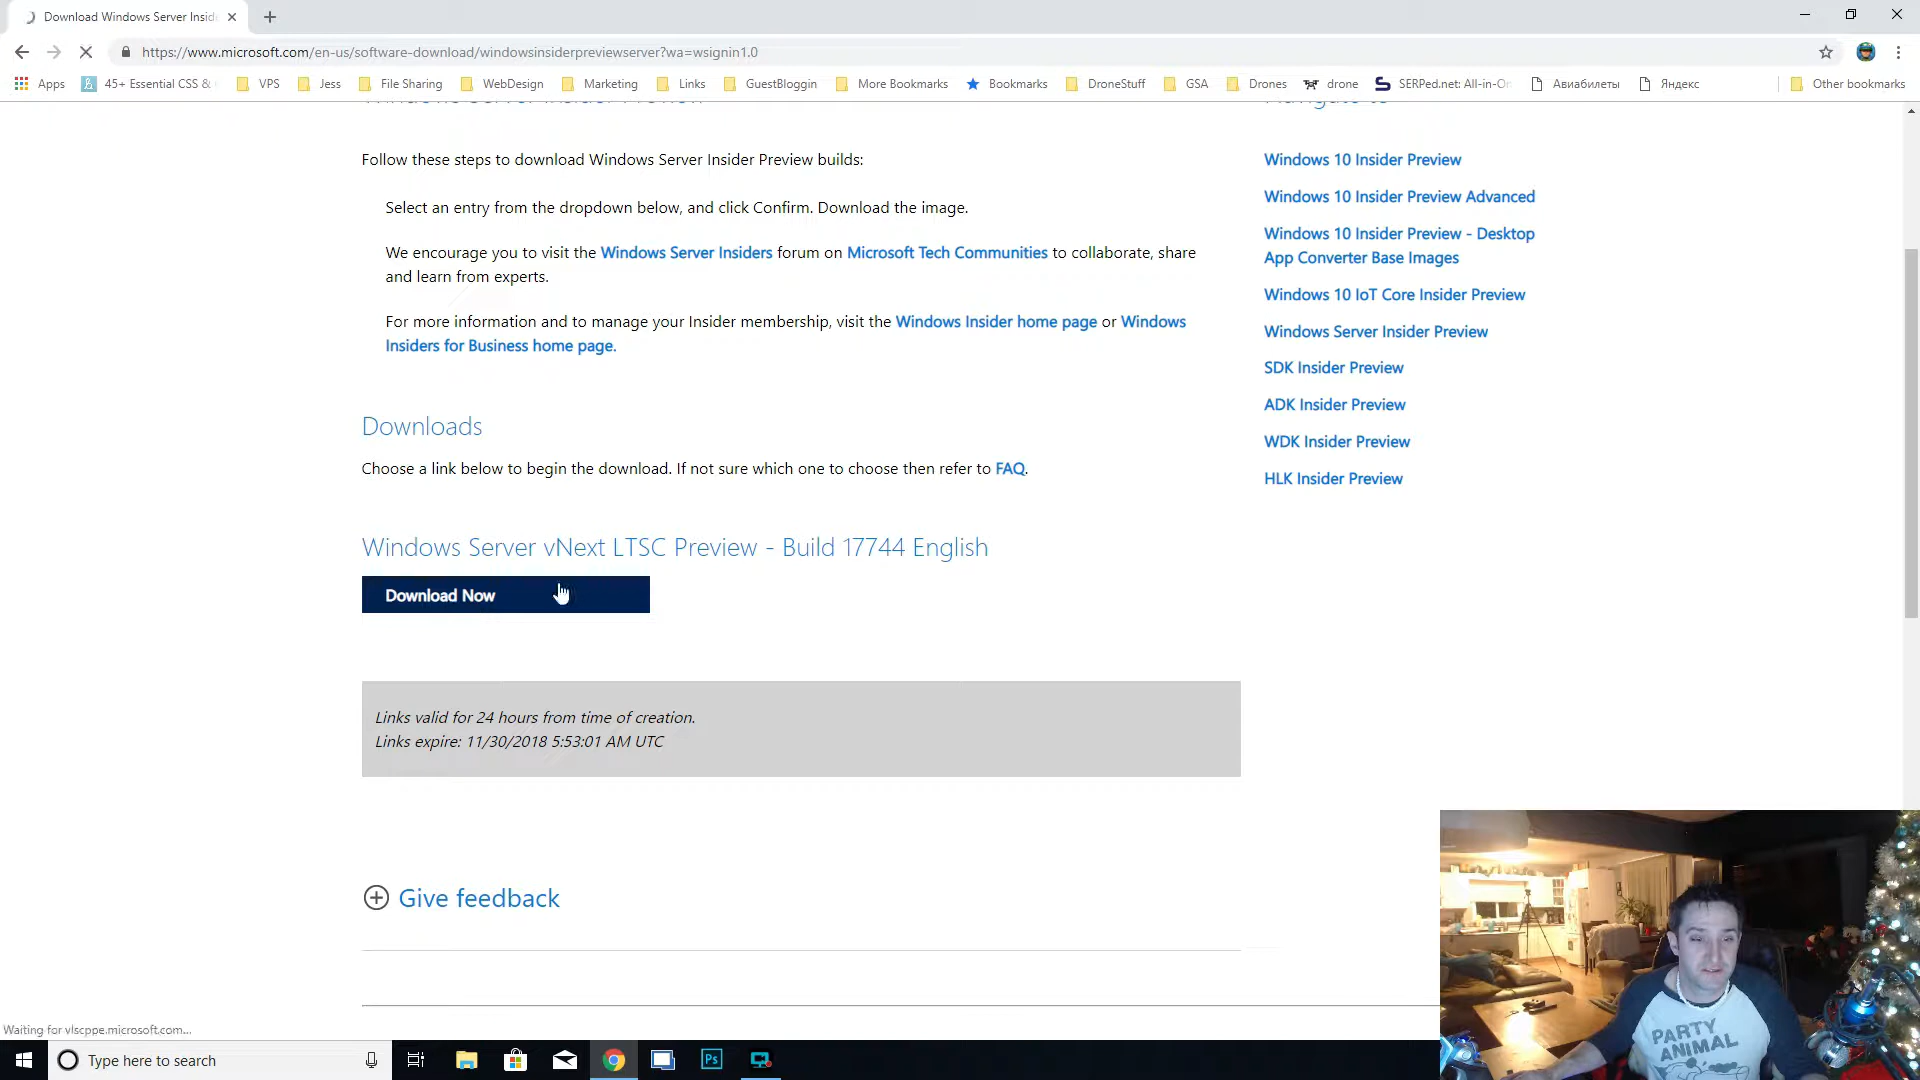 Download Windows Server Insid
https://www.microsoft.com/en-us/software-download/windowsinsiderpreviewserver?wa=wsignin1.0
Apps 45+ Essential CSS & VPS Jess File Sharing WebDesign Marketing Links GuestBloggin More Bookmarks Bookmarks DroneStuff GSA Drones drone SERPed.net: All-in-On Авиабилеты Яндекс Other bookmarks
Windows Server Insider Preview
Navigate to
Follow these steps to download Windows Server Insider Preview builds:
Select an entry from the dropdown below, and click Confirm. Download the image.
We encourage you to visit the Windows Server Insiders forum on Microsoft Tech Communities to collaborate, share
and learn from experts.
For more information and to manage your Insider membership, visit the Windows Insider home page or Windows
Insiders for Business home page.
Windows 10 Insider Preview
Windows 10 Insider Preview Advanced
Windows 10 Insider Preview - Desktop
App Converter Base Images
Windows 10 IoT Core Insider Preview
Windows Server Insider Preview
SDK Insider Preview
ADK Insider Preview
WDK Insider Preview
HLK Insider Preview
Downloads
Choose a link below to begin the download. If not sure which one to choose then refer to FAQ.
Windows Server vNext LTSC Preview - Build 17744 English
Download Now
Links valid for 24 hours from time of creation.
Links expire: 11/30/2018 5:53:01 AM UTC
Give feedback
PARTY
ANIMAL
Waiting for vlscppe.microsoft.com...
Type here to search
Ps